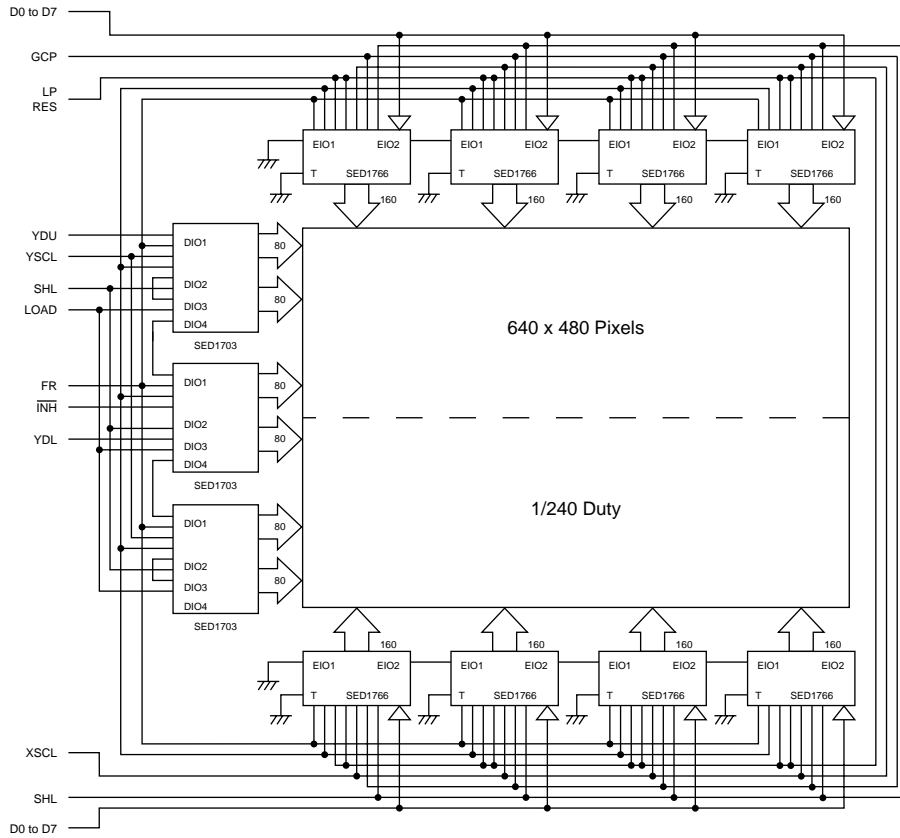 D0 to D7
GCP
LP
RES
EIO1 EIO2 EIO1 EIO2 EIO1 EIO2 EIO1 EIO2
T SED1766 T SED1766 T SED1766 T SED1766
160 160 160 160
YDU
YSCL
SHL
LOAD
DIO1
DIO2
DIO3
DIO4
80
80
SED1703
640 x 480 Pixels
FR
INH
YDL
DIO1
DIO2
DIO3
DIO4
80
80
SED1703
1/240 Duty
DIO1
DIO2
DIO3
DIO4
80
80
SED1703
160 160 160 160
EIO1 EIO2 EIO1 EIO2 EIO1 EIO2 EIO1 EIO2
T SED1766 T SED1766 T SED1766 T SED1766
XSCL
SHL
D0 to D7